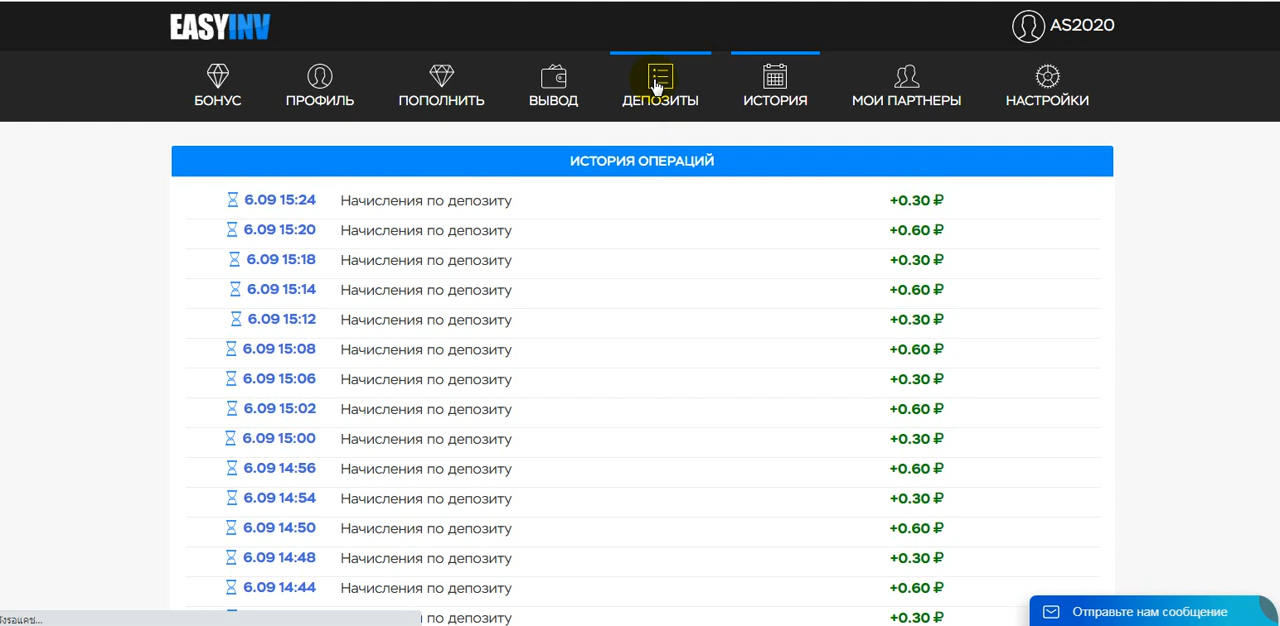 EASYINV
AS2020
БОНУС
ПРОФИЛЬ
ПОПОЛНИТЬ
ВЫВОД
ДЕПОЗИТЫ
ИСТОРИЯ
МОИ ПАРТНЕРЫ
НАСТРОЙКИ
ИСТОРИЯ ОПЕРАЦИЙ
6.09 15:24 Начисления по депозиту +0.30 ₽
6.09 15:20 Начисления по депозиту +0.60 ₽
6.09 15:18 Начисления по депозиту +0.30 ₽
6.09 15:14 Начисления по депозиту +0.60 ₽
6.09 15:12 Начисления по депозиту +0.30 ₽
6.09 15:08 Начисления по депозиту +0.60 ₽
6.09 15:06 Начисления по депозиту +0.30 ₽
6.09 15:02 Начисления по депозиту +0.60 ₽
6.09 15:00 Начисления по депозиту +0.30 ₽
6.09 14:56 Начисления по депозиту +0.60 ₽
6.09 14:54 Начисления по депозиту +0.30 ₽
6.09 14:50 Начисления по депозиту +0.60 ₽
6.09 14:48 Начисления по депозиту +0.30 ₽
6.09 14:44 Начисления по депозиту +0.60 ₽
по депозиту +0.30 ₽
Отправьте нам сообщение